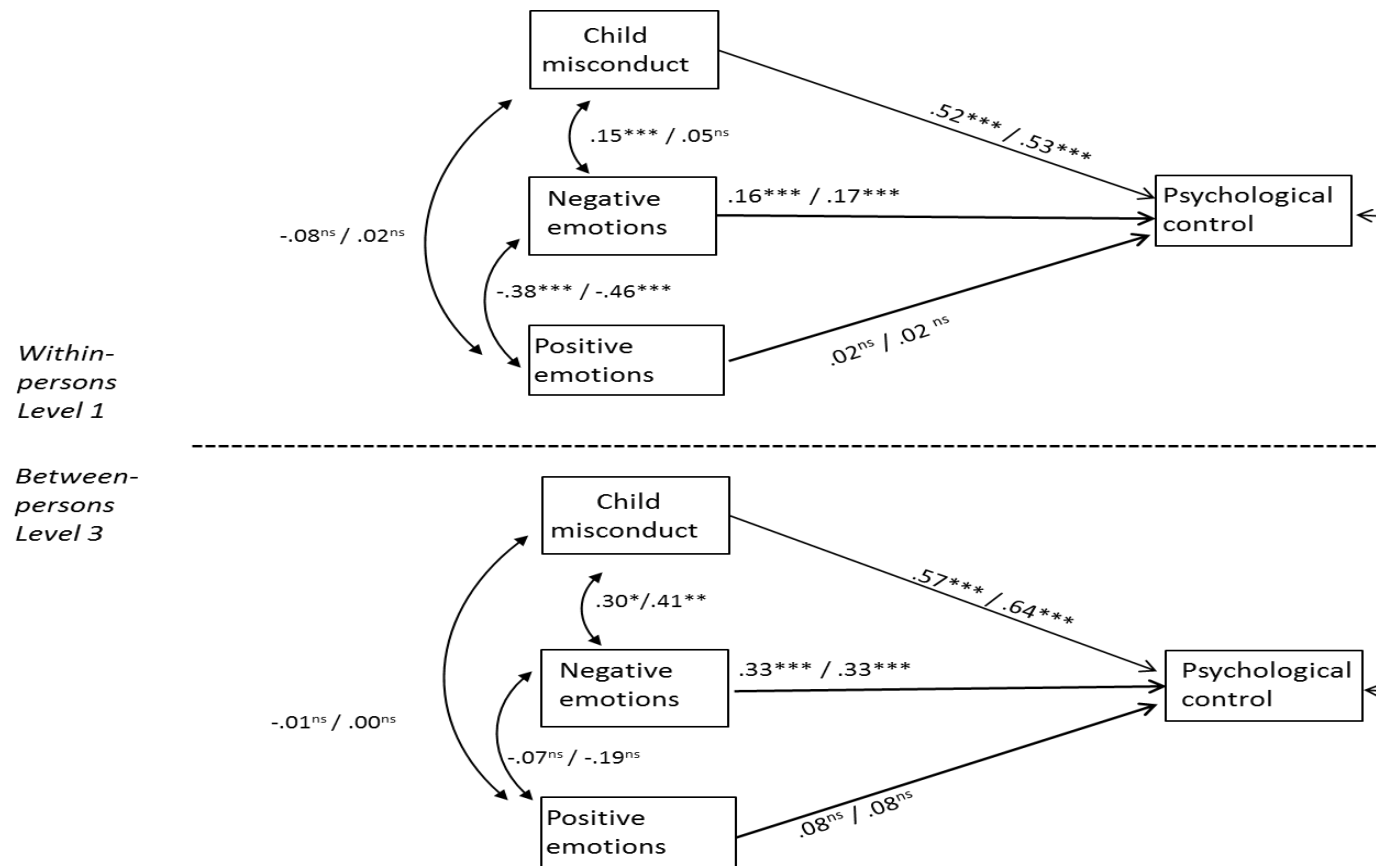 Child
misconduct
.52*** / .53***
.15*** / .05ns
Negative
emotions
.16*** / .17***
Psychological
control
-.08ns / .02ns
-.38*** / -.46***
Positive
emotions
.02ns / .02 ns
Within-
persons
Level 1
Between-
persons
Level 3
Child
misconduct
.57*** / .64***
.30*/.41**
Negative
emotions
.33*** / .33***
Psychological
control
-.01ns / .00ns
-.07ns / -.19ns
Positive
emotions
.08ns / .08ns